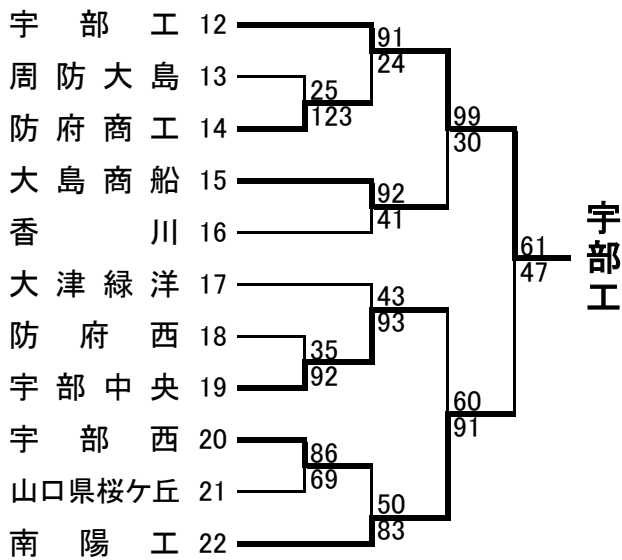 宇部工 12
周防大島 13
防府商工 14
大島商船 15
香川 16
大津緑洋 17
防府西 18
宇部中央 19
宇部西 20
山口県桜ケ丘 21
南陽工 22
25
123
35
92
86
69
91
24
92
41
43
93
50
83
99
30
60
91
61
47
宇部工